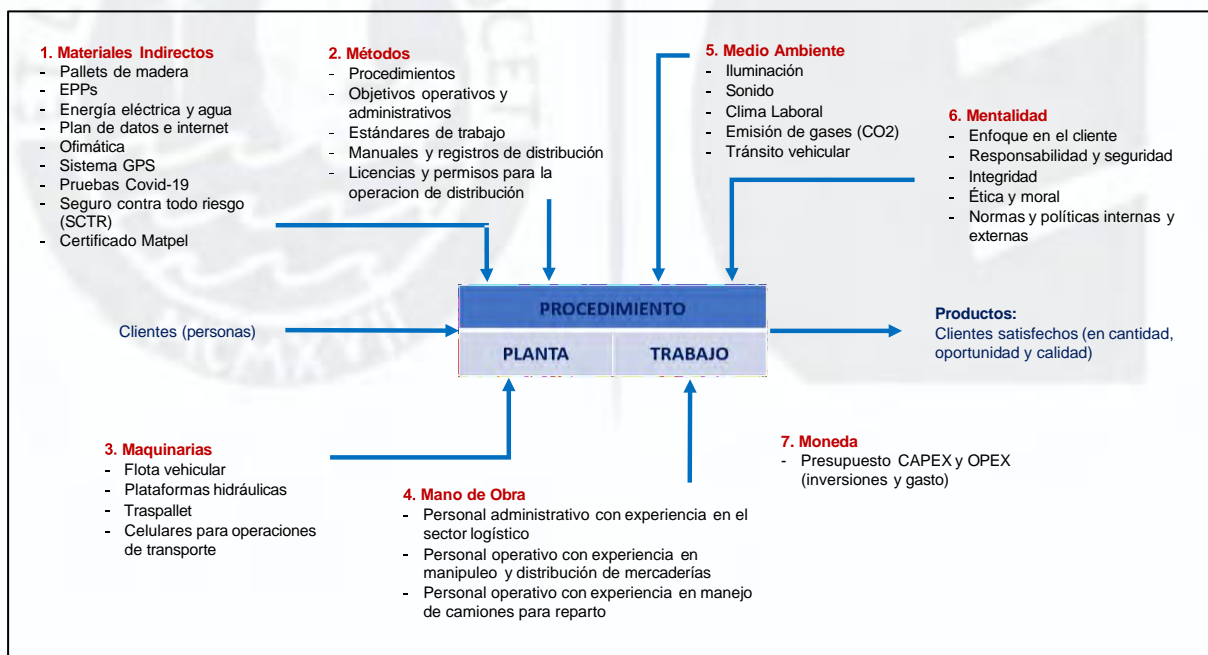 1. Materiales Indirectos
- Pallets de madera
- EPPs
- Energía eléctrica y agua
- Plan de datos e internet
- Ofimática
- Sistema GPS
- Pruebas Covid-19
- Seguro contra todo riesgo
(SCTR)
- Certificado Matpel
2. Métodos
- Procedimientos
- Objetivos operativos y
administrativos
- Estándares de trabajo
- Manuales y registros de distribución
- Licencias y permisos para la
operacion de distribución
5. Medio Ambiente
- Iluminación
- Sonido
- Clima Laboral
- Emisión de gases (CO2)
- Tránsito vehicular
6. Mentalidad
- Enfoque en el cliente
- Responsabilidad y seguridad
- Integridad
- Ética y moral
- Normas y políticas internas y
externas
Clientes (personas)
PROCEDIMIENTO
PLANTA
TRABAJO
Productos:
Clientes satisfechos (en cantidad,
oportunidad y calidad)
3. Maquinarias
- Flota vehicular
- Plataformas hidráulicas
- Traspallet
- Celulares para operaciones
de transporte
4. Mano de Obra
- Personal administrativo con experiencia en el
sector logístico
- Personal operativo con experiencia en
manipuleo y distribución de mercaderías
- Personal operativo con experiencia en manejo
de camiones para reparto
7. Moneda
- Presupuesto CAPEX y OPEX
(inversiones y gasto)